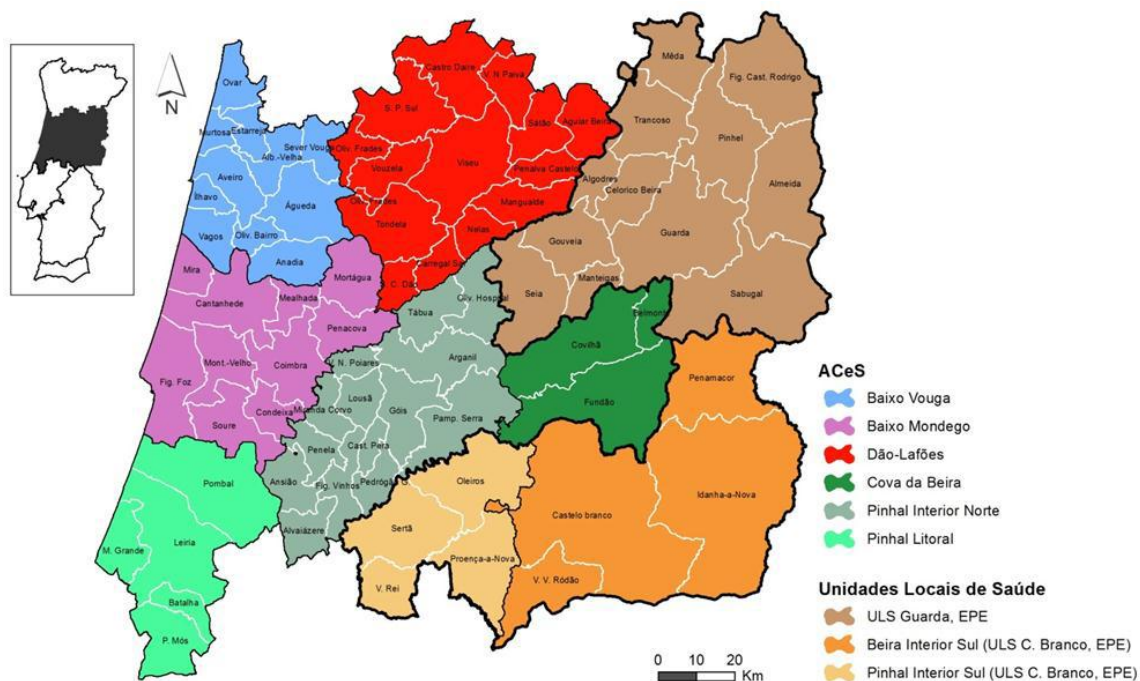 N
Mêda
Fig. Cast. Rodrigo
Trancoso
Pinhel
Almeida
Algodres
Celorico Beira
Gouveia
Guarda
Manteigas
Seia
Sabugal
Castro Daire
V. N. Paiva
S. P. Sul
Sátão
Aguiar Beira
Oliv. Frades
Viseu
Vouzela
Penalva Castelo
Oliv. Frades
Mangualde
Tondela
Nelas
Carregal Sal
S. C. Dão
Ovar
Murtosa
Estarreja
Sever Vouga
Alb.-Velha
Aveiro
Ílhavo
Águeda
Vagos
Oliv. Bairro
Anadia
Mira
Mortágua
Cantanhede
Mealhada
Penacova
Mont.-Velho
Coimbra
Fig. Foz
Condeixa
Soure
Oliv. Hospital
Tábua
Arganil
V. N. Poiares
Lousã
Miranda Corvo
Góis
Pamp. Serra
Penela
Cast. Pera
Ansião
Fig. Vinhos
Pedrógão
Alvaiázere
Belmonte
Covilhã
Fundão
Penamacor
Idanha-a-Nova
Castelo branco
V. V. Ródão
Oleiros
Sertã
Proença-a-Nova
V. Rei
Pombal
Leiria
M. Grande
Batalha
P. Mós
ACeS
Baixo Vouga
Baixo Mondego
Dão-Lafões
Cova da Beira
Pinhal Interior Norte
Pinhal Litoral
Unidades Locais de Saúde
ULS Guarda, EPE
Beira Interior Sul (ULS C. Branco, EPE)
Pinhal Interior Sul (ULS C. Branco, EPE)
0 10 20
Km